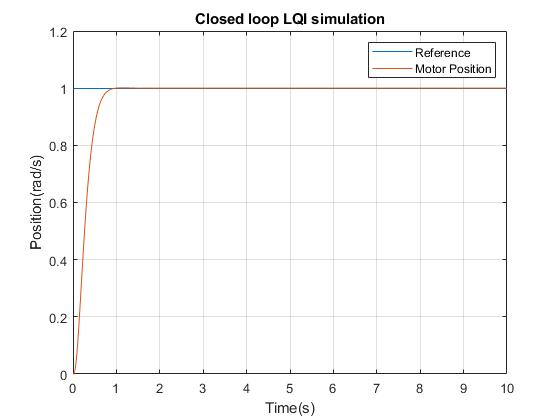 Closed loop LQI simulation
Reference
Motor Position
Position(rad/s)
1.2
1
0.8
0.6
0.4
0.2
0
0 1 2 3 4 5 6 7 8 9 10
Time(s)